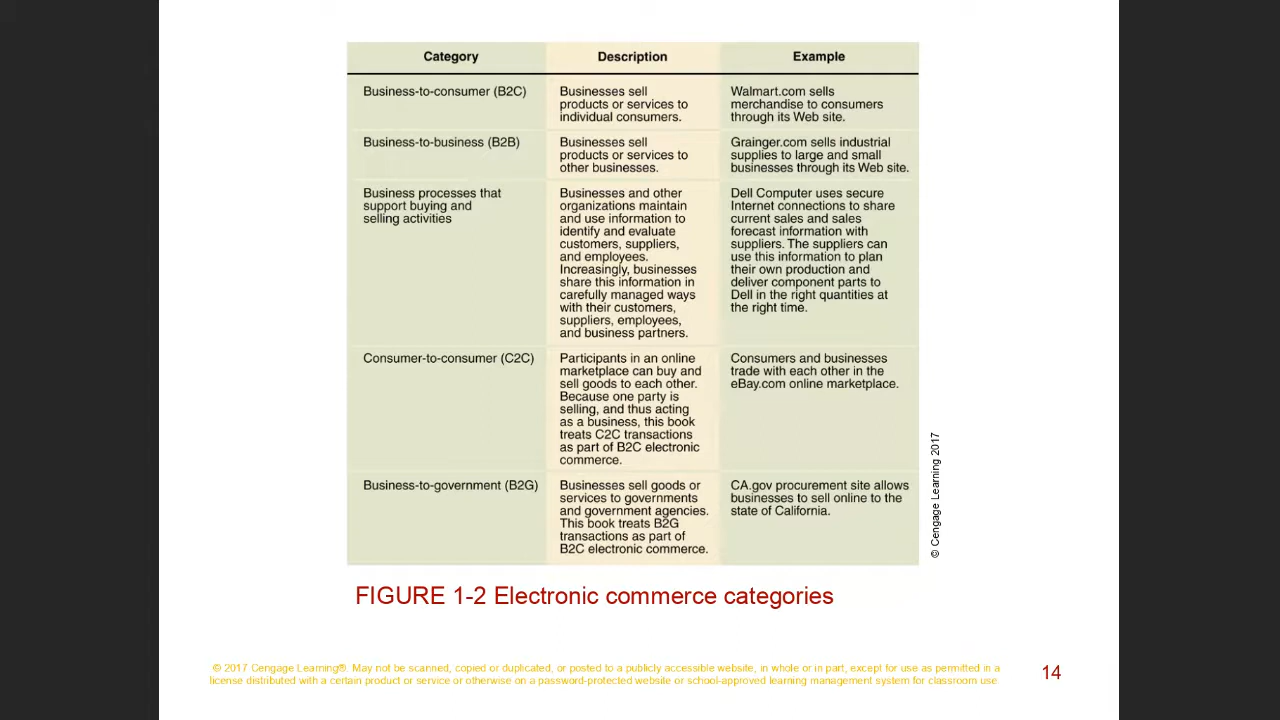 Category Description Example
Business-to-consumer (B2C)
Businesses sell
products or services to
individual consumers.
Walmart.com sells
merchandise to consumers
through its Web site.
Business-to-business (B2B)
Businesses sell
products or services to
other businesses.
Grainger.com sells industrial
supplies to large and small
businesses through its Web site.
Business processes that
support buying and
selling activities
Businesses and other
organizations maintain
and use information to
identify and evaluate
customers, suppliers,
and employees.
Increasingly, businesses
share this information in
carefully managed ways
with their customers,
suppliers, employees,
and business partners.
Dell Computer uses secure
Internet connections to share
current sales and sales
forecast information with
suppliers. The suppliers can
use this information to plan
their own production and
deliver component parts to
Dell in the right quantities at
the right time.
Consumer-to-consumer (C2C)
Participants in an online
marketplace can buy and
sell goods to each other.
Because one party is
selling, and thus acting
as a business, this book
treats C2C transactions
as part of B2C electronic
commerce.
Consumers and businesses
trade with each other in the
eBay.com online marketplace.
Business-to-government (B2G)
Businesses sell goods or
services to governments
and government agencies.
This book treats B2G
transactions as part of
B2C electronic commerce.
CA.gov procurement site allows
businesses to sell online to the
state of California.
© Cengage Learning 2017
FIGURE 1-2 Electronic commerce categories
© 2017 Cengage Learning®. May not be scanned, copied or duplicated, or posted to a publicly accessible website, in whole or in part, except for use as permitted in a
license distributed with a certain product or service or otherwise on a password-protected website or school-approved learning management system for classroom use
14